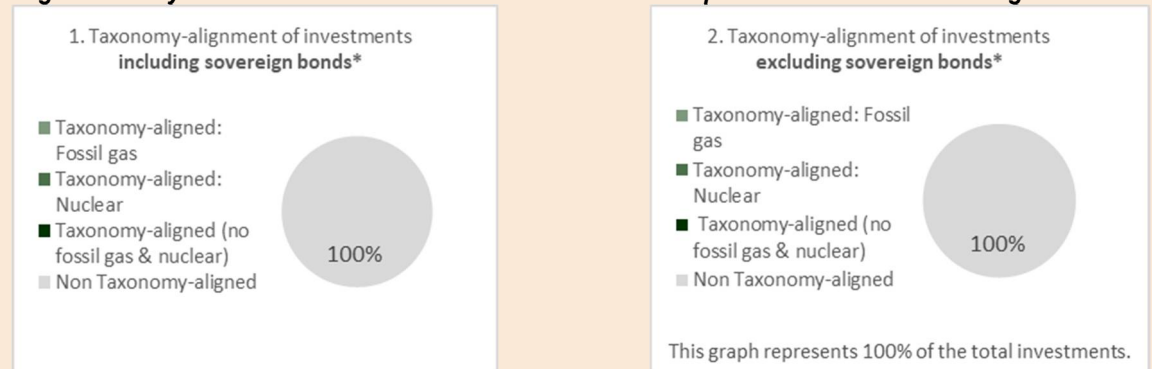 1. Taxonomy-alignment of investments
including sovereign bonds*
Taxonomy-aligned:
Fossil gas
Taxonomy-aligned:
Nuclear
Taxonomy-aligned (no
fossil gas & nuclear)
Non Taxonomy-aligned
100%
2. Taxonomy-alignment of investments
excluding sovereign bonds*
Taxonomy-aligned: Fossil
gas
Taxonomy-aligned:
Nuclear
Taxonomy-aligned (no
fossil gas & nuclear)
Non Taxonomy-aligned
100%
This graph represents 100% of the total investments.